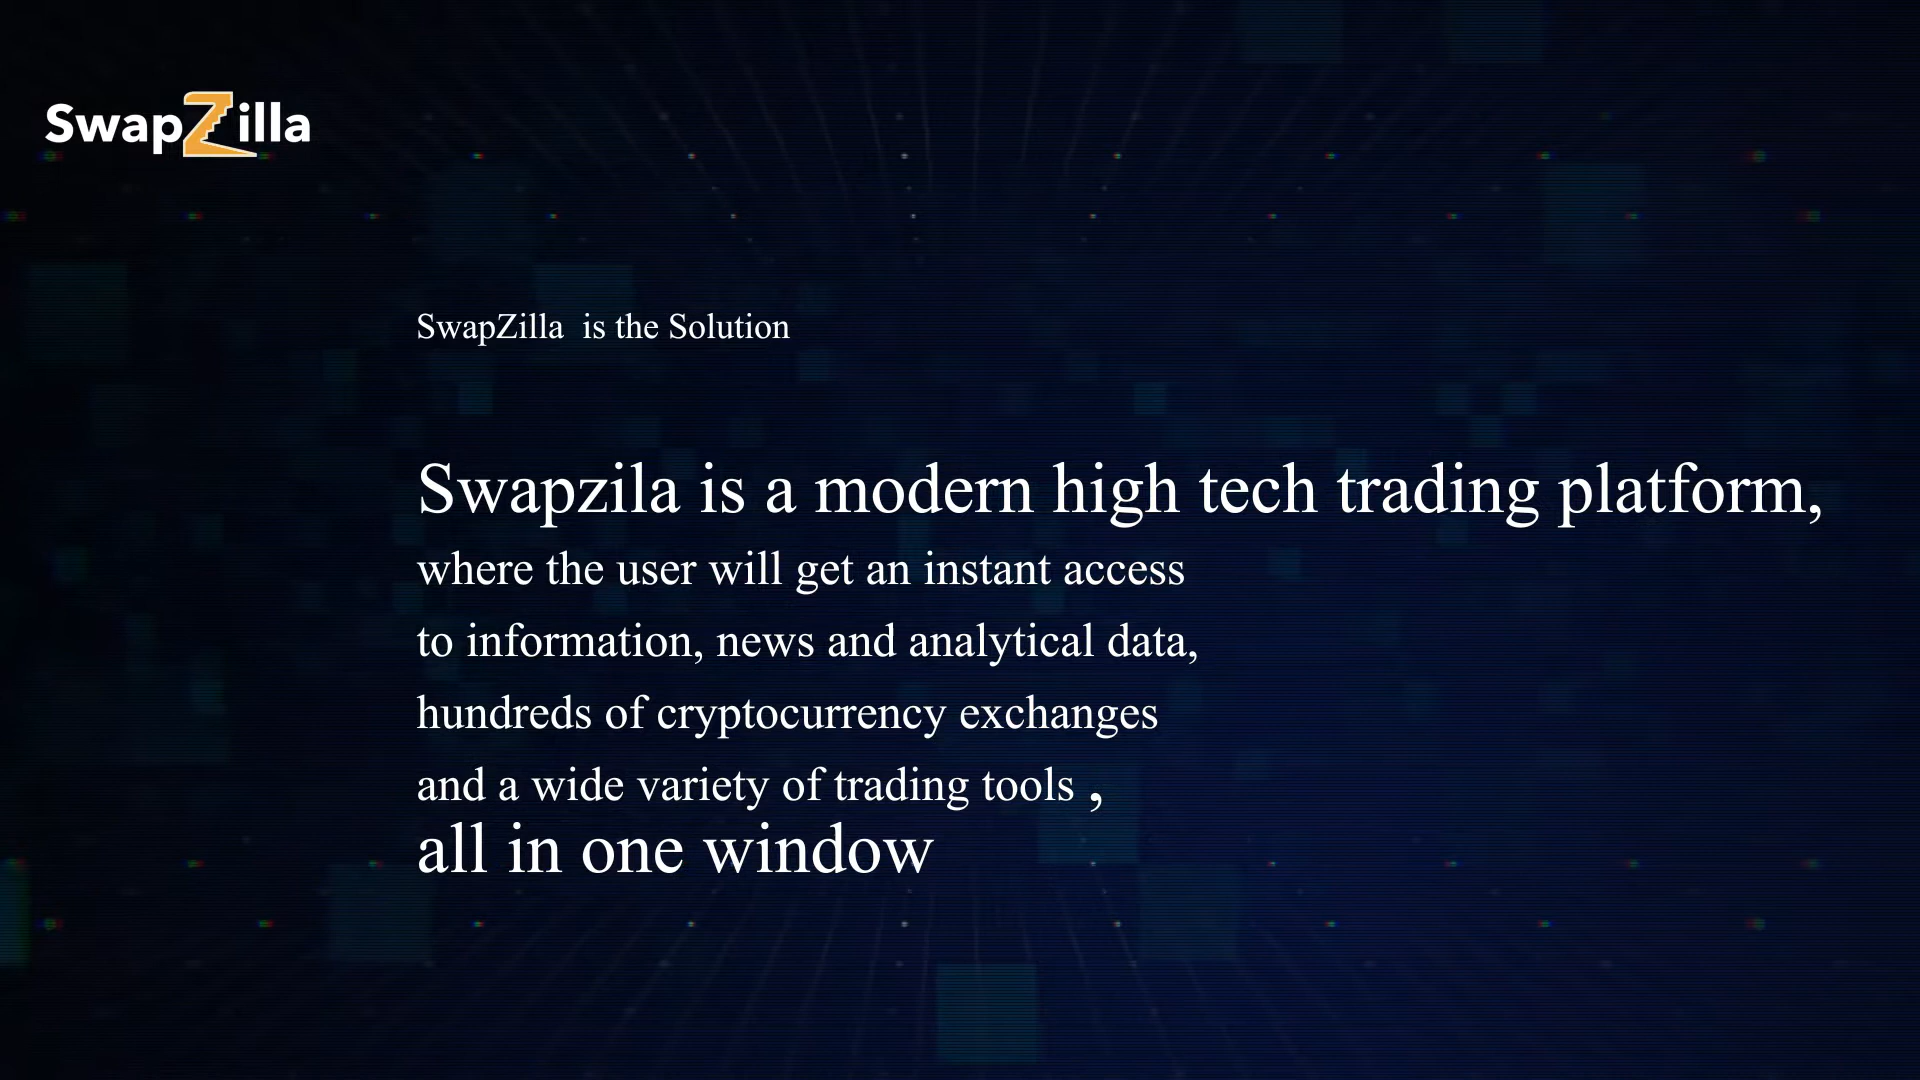 SwapZilla
SwapZilla  is the Solution
Swapzila is a modern high tech trading platform,
where the user will get an instant access
to information, news and analytical data,
hundreds of cryptocurrency exchanges
and a wide variety of trading tools ,
all in one window